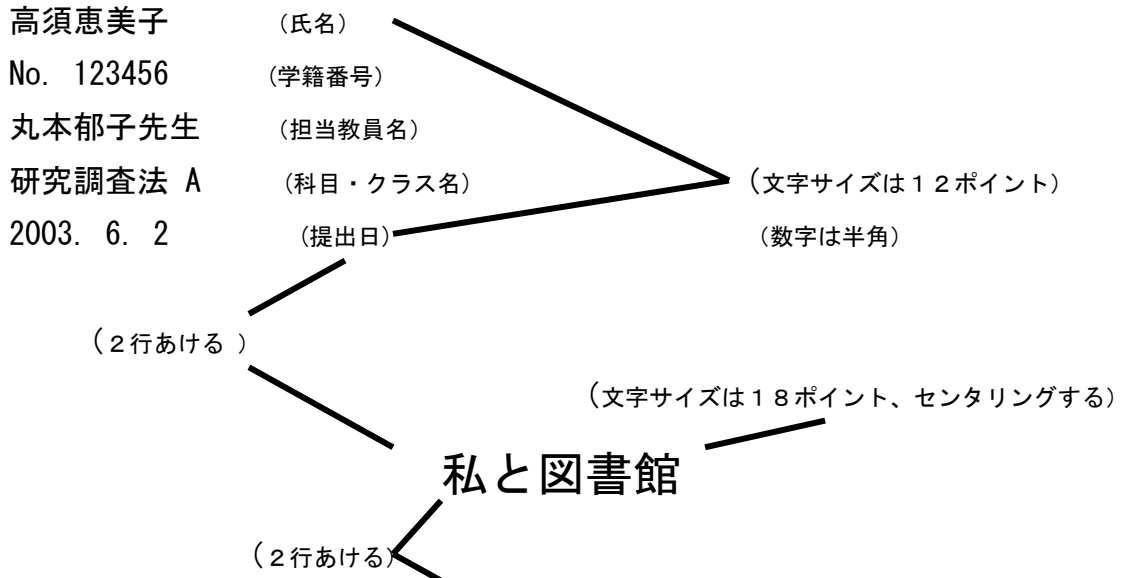 高須恵美子 （氏名）
No. 123456 （学籍番号）
丸本郁子先生 （担当教員名）
研究調査法 A （科目・クラス名） （文字サイズは１２ポイント）
2003. 6. 2 （提出日） （数字は半角）
（２行あける ）
（文字サイズは１８ポイント、センタリングする）
私と図書館
（２行あける）